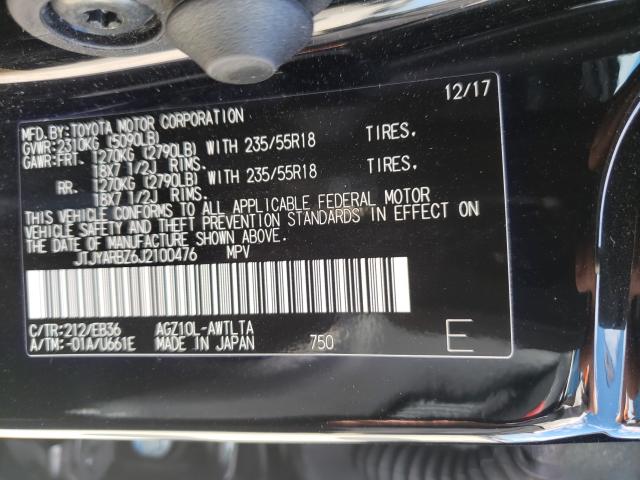 12/17
MFD.BY:TOYOTA MOTOR CORPORATION
GVWR:2310KG (5090LB)
GAWR:FRT. 1270KG (2790LB) WITH 235/55R18 TIRES.
18X7 1/2J RIMS.
RR. 1270KG (2790LB) WITH 235/55R18 TIRES.
18X7 1/2J RIMS.
THIS VEHICLE CONFORMS TO ALL APPLICABLE FEDERAL MOTOR
VEHICLE SAFETY AND THEFT PREVENTION STANDARDS IN EFFECT ON
THE DATE OF MANUFACTURE SHOWN ABOVE.
JTJYARBZ6J2100476 MPV
C/TR:212/EB36 AGZ10L-AWTLTA
A/TM:-01A/U661E MADE IN JAPAN 750 E